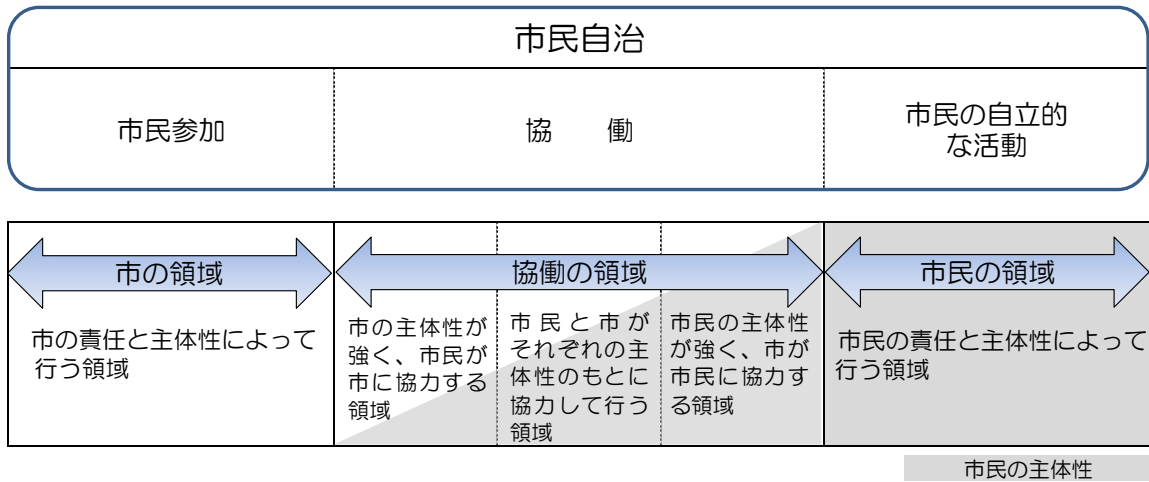 市民自治
市民参加
協　働
市民の自立的
な活動
市の領域
協働の領域
市民の領域
市の責任と主体性によって
行う領域
市の主体性が
強く、市民が
市に協力する
領域
市民と市が
それぞれの主
体性のもとに
協力して行う
領域
市民の主体性
が強く、市が
市民に協力す
る領域
市民の責任と主体性によって
行う領域
市民の主体性